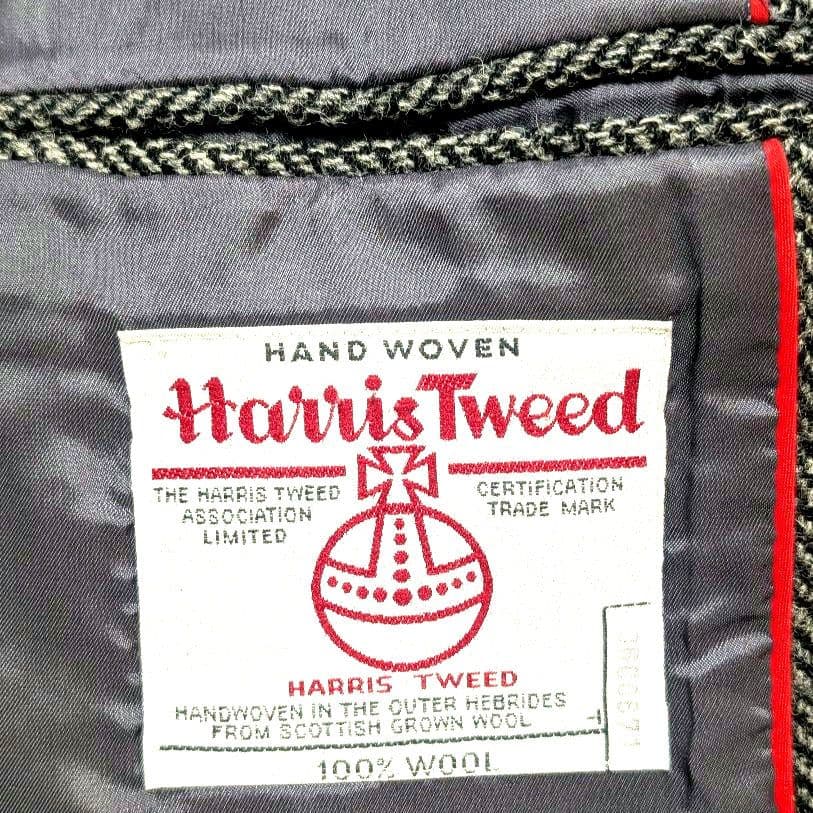 HAND WOVEN
Harris Tweed
THE HARRIS TWEED
ASSOCIATION
LIMITED
CERTIFICATION
TRADE MARK
HARRIS TWEED
HANDWOVEN IN THE OUTER HEBRIDES
FROM SCOTTISH GROWN WOOL
100% WOOL